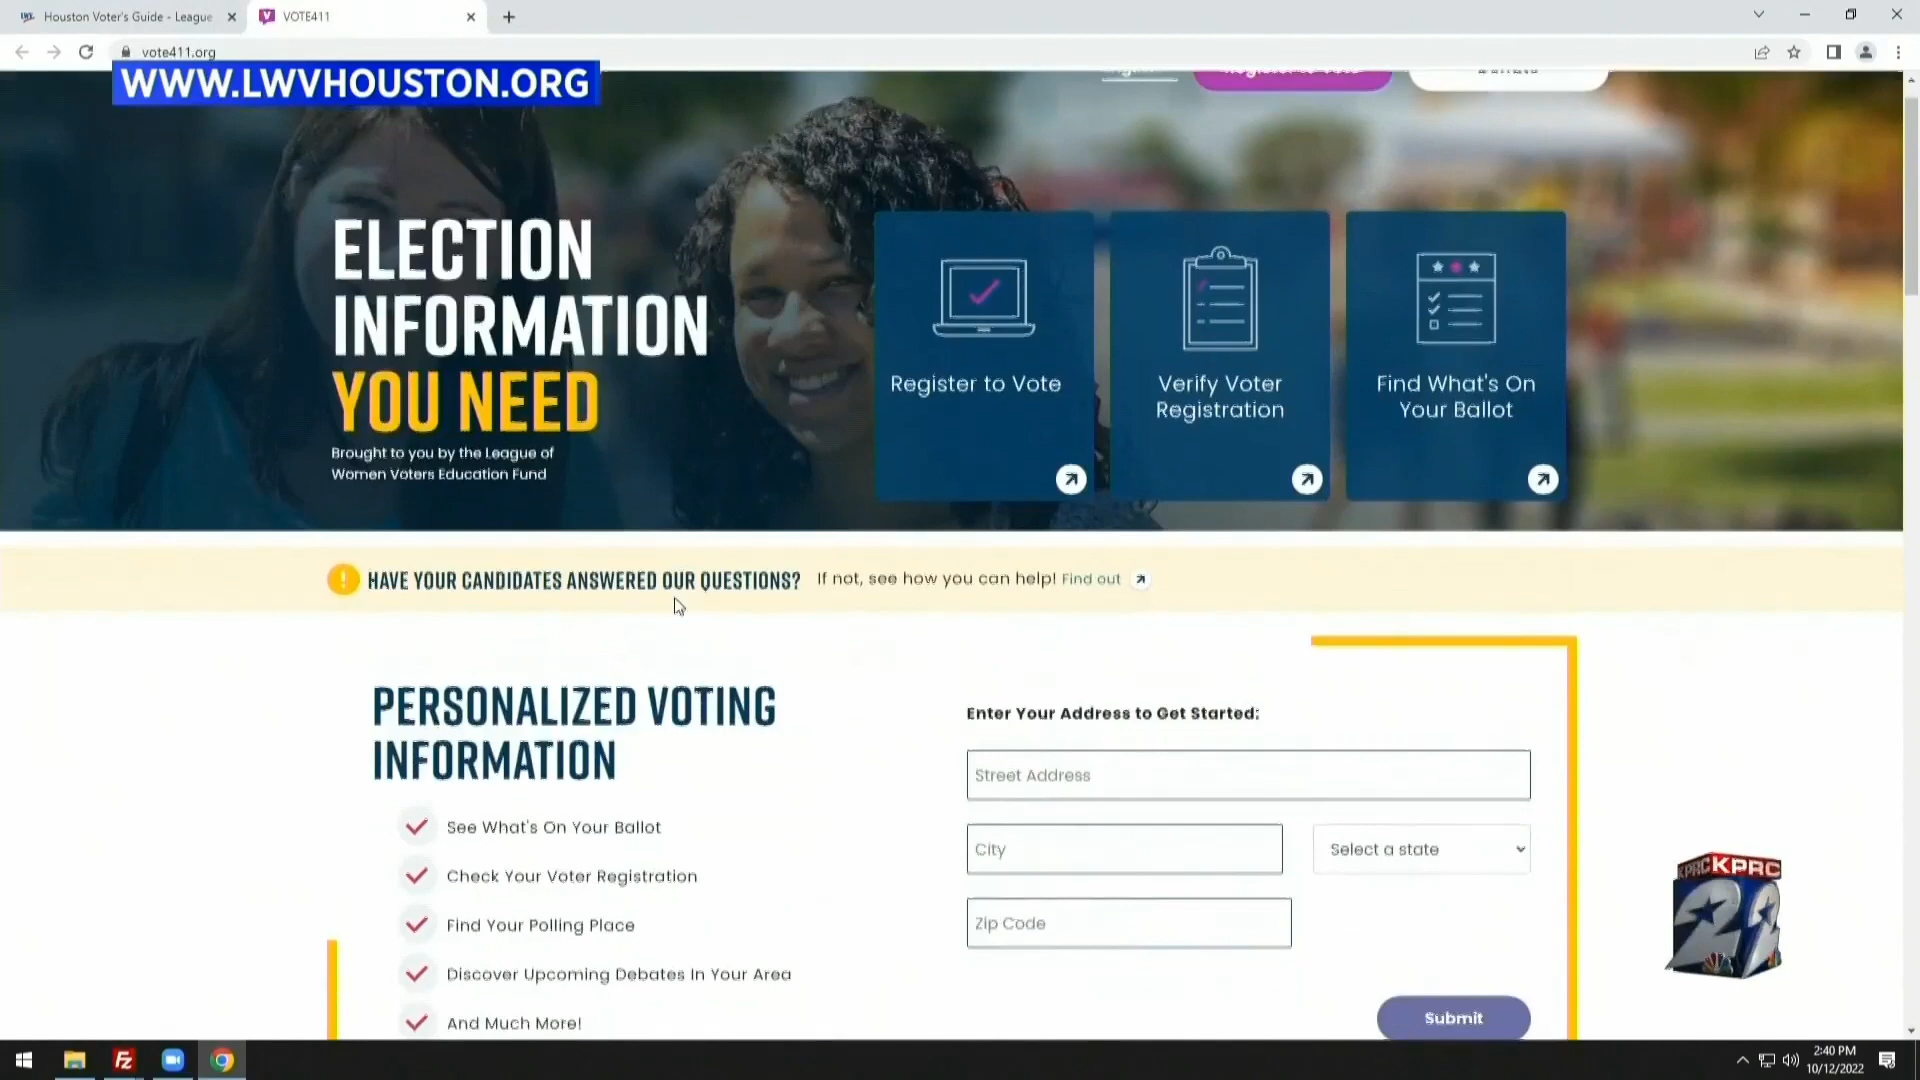 Houston Voter's Guide - League
VOTE411
vote411.org
WWW.LWVHOUSTON.ORG
ELECTION
INFORMATION
YOU NEED
Brought to you by the League of
Women Voters Education Fund
Register to Vote
Verify Voter
Registration
Find What's On
Your Ballot
HAVE YOUR CANDIDATES ANSWERED OUR QUESTIONS? If not, see how you can help! Find out
PERSONALIZED VOTING
INFORMATION
See What's On Your Ballot
Check Your Voter Registration
Find Your Polling Place
Discover Upcoming Debates In Your Area
And Much More!
Enter Your Address to Get Started:
Street Address
City
Select a state
Zip Code
Submit
KPRC KPRC
2 2
2:40 PM
10/12/2022